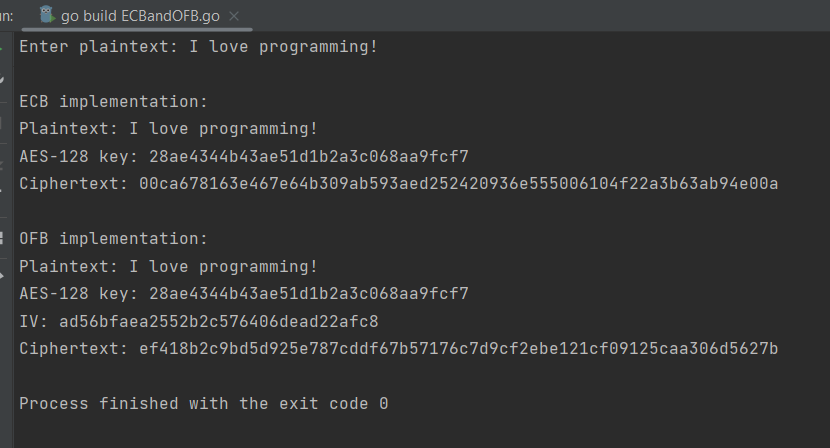 un: go build ECBandOFB.go
Enter plaintext: I love programming!
ECB implementation:
Plaintext: I love programming!
AES-128 key: 28ae4344b43ae51d1b2a3c068aa9fcf7
Ciphertext: 00ca678163e467e64b309ab593aed252420936e555006104f22a3b63ab94e00a
OFB implementation:
Plaintext: I love programming!
AES-128 key: 28ae4344b43ae51d1b2a3c068aa9fcf7
IV: ad56bfaea2552b2c576406dead22afc8
Ciphertext: ef418b2c9bd5d925e787cddf67b57176c7d9cf2ebe121cf09125caa306d5627b
Process finished with the exit code 0